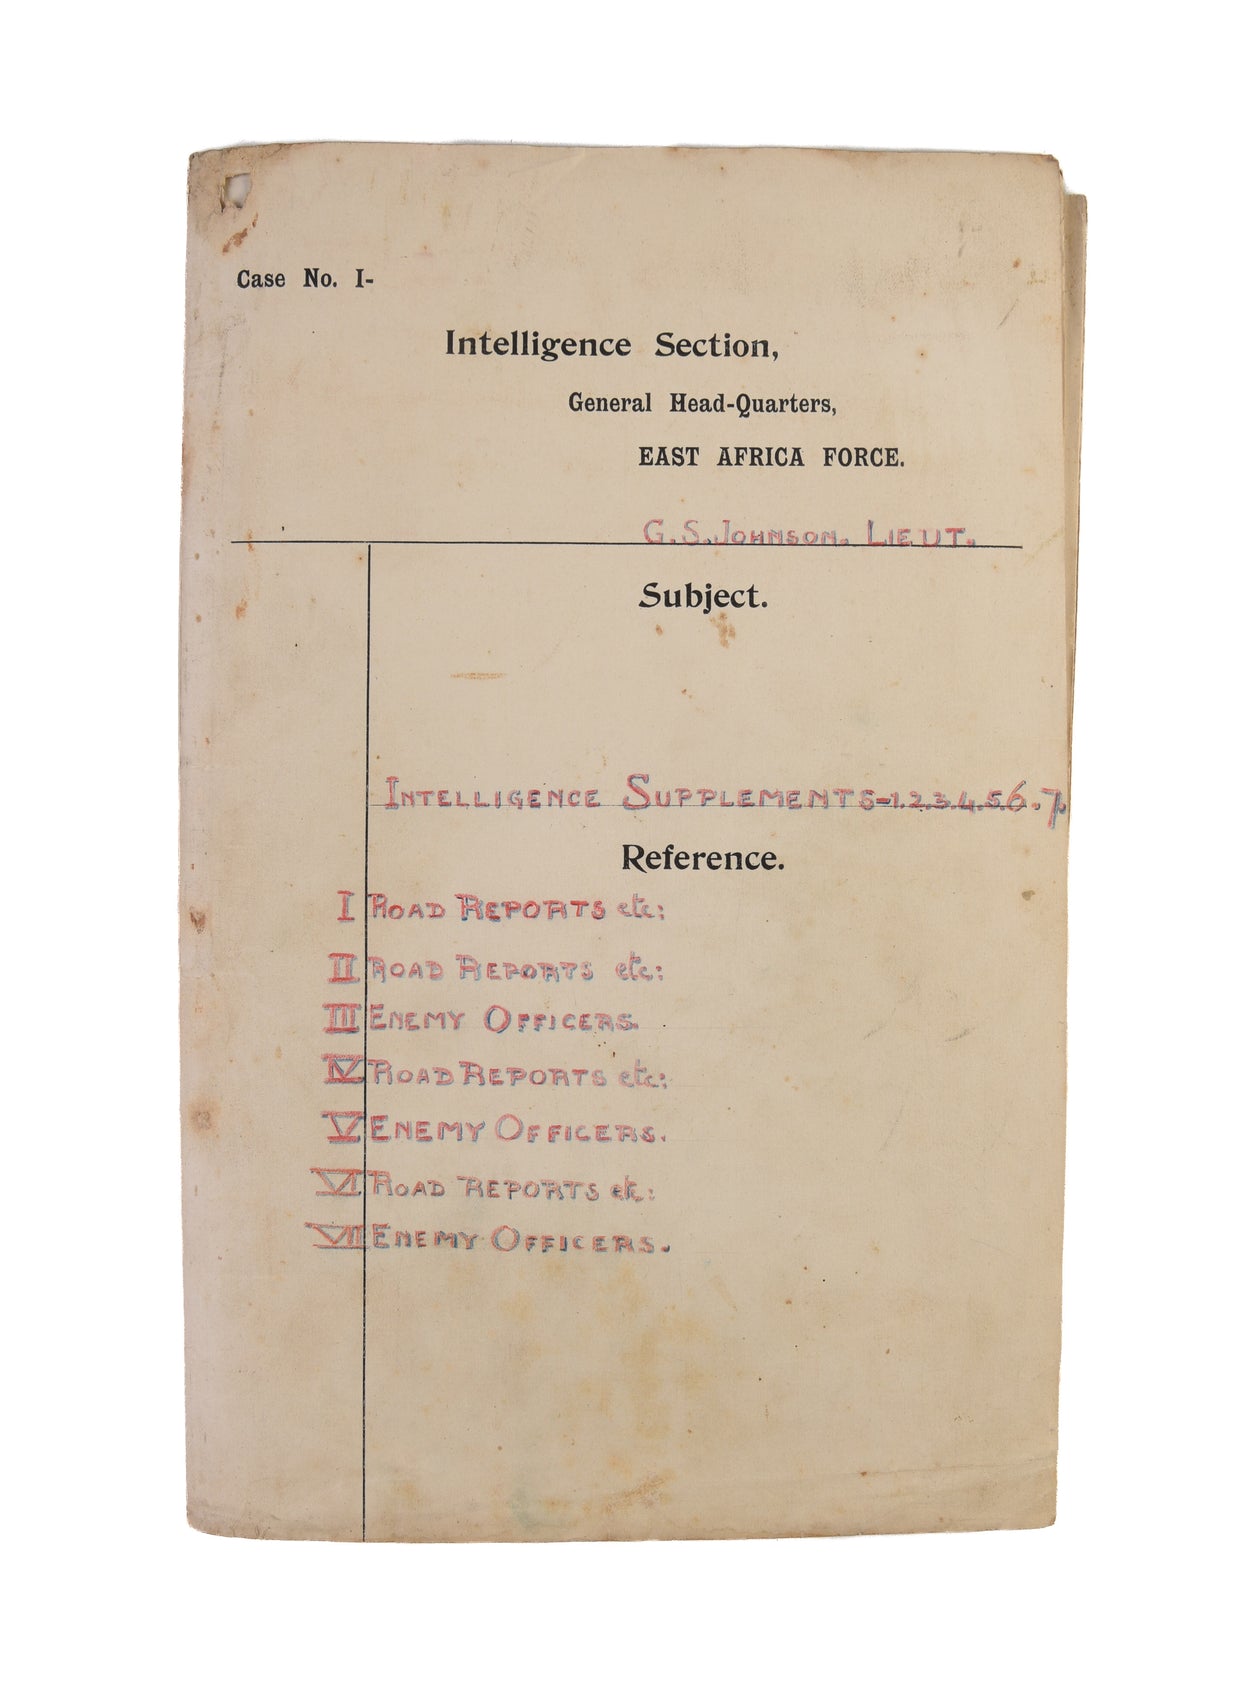 Case No. I-
Intelligence Section,
General Head-Quarters,
EAST AFRICA FORCE.
G.S.JOHNSON. LIEUT.
Subject.
INTELLIGENCE SUPPLEMENTS-1.2.3.4.5.6.7.
Reference.
I ROAD REPORTS etc:
II ROAD REPORTS etc:
III ENEMY OFFICERS.
IV ROAD REPORTS etc:
V ENEMY OFFICERS.
VI ROAD REPORTS etc:
VII ENEMY OFFICERS.